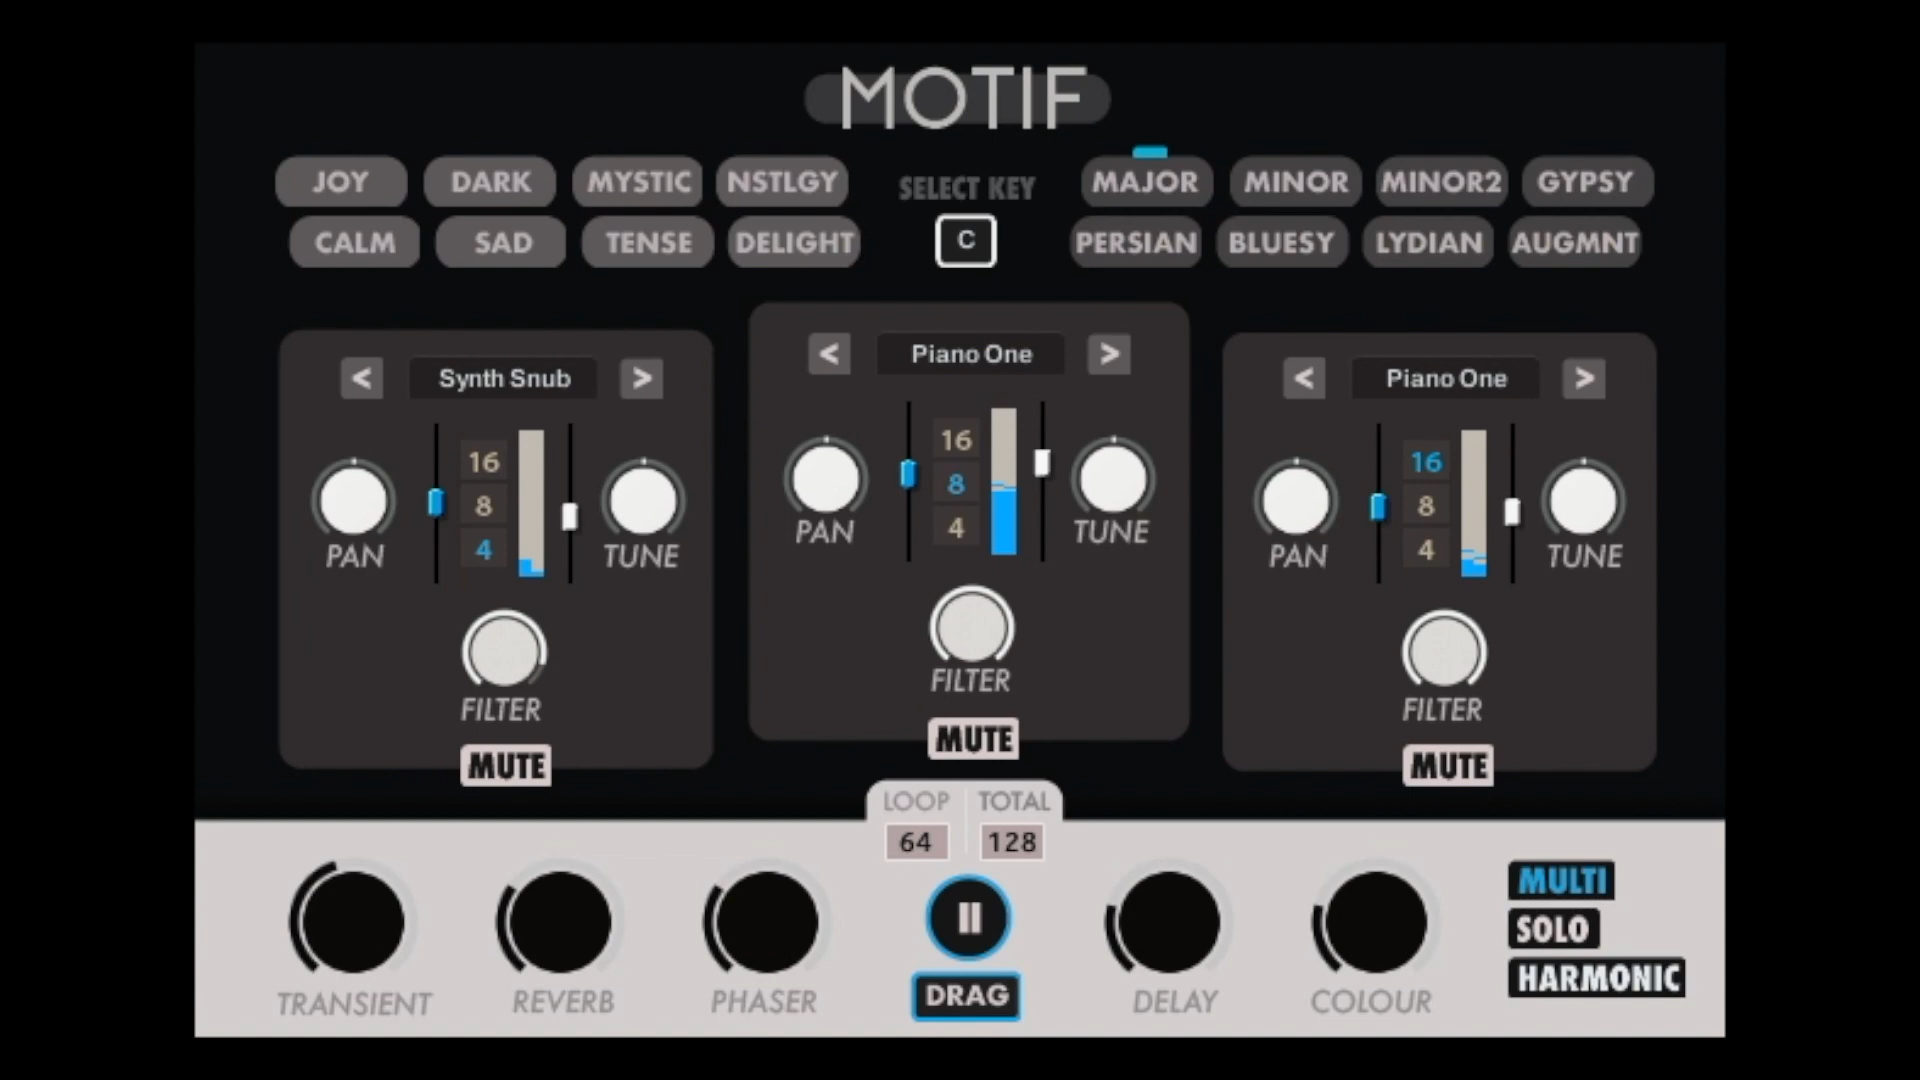 MOTIF
JOY DARK MYSTIC NSTLGY
CALM SAD TENSE DELIGHT
SELECT KEY
C
MAJOR MINOR MINOR2 GYPSY
PERSIAN BLUESY LYDIAN AUGMNT
< Synth Snub >
16
8
4
PAN TUNE
FILTER
MUTE
< Piano One >
16
8
4
PAN TUNE
FILTER
MUTE
< Piano One >
16
8
4
PAN TUNE
FILTER
MUTE
LOOP TOTAL
64 128
TRANSIENT REVERB PHASER
DRAG
DELAY COLOUR
MULTI
SOLO
HARMONIC